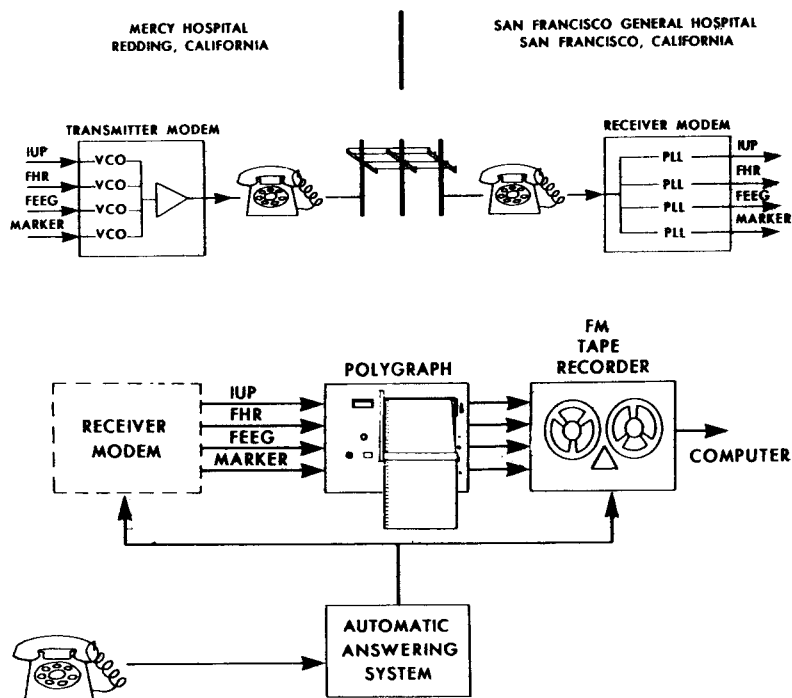 MERCY HOSPITAL
REDDING, CALIFORNIA
SAN FRANCISCO GENERAL HOSPITAL
SAN FRANCISCO, CALIFORNIA
TRANSMITTER MODEM
IUP
FHR
FEEG
MARKER
VCO
VCO
VCO
VCO
RECEIVER MODEM
PLL
PLL
PLL
PLL
IUP
FHR
FEEG
MARKER
RECEIVER
MODEM
IUP
FHR
FEEG
MARKER
POLYGRAPH
FM
TAPE
RECORDER
COMPUTER
AUTOMATIC
ANSWERING
SYSTEM